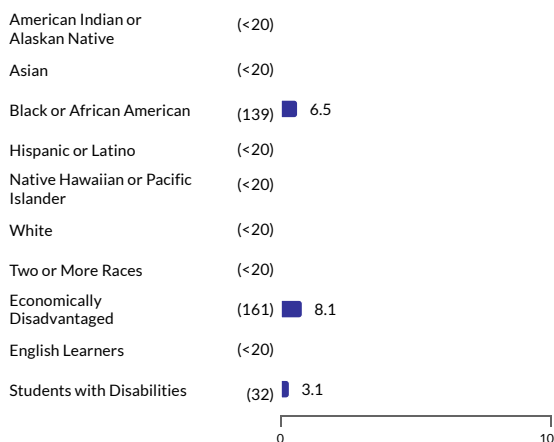 American Indian or
Alaskan Native (<20)
Asian (<20)
Black or African American (139) 6.5
Hispanic or Latino (<20)
Native Hawaiian or Pacific
Islander (<20)
White (<20)
Two or More Races (<20)
Economically
Disadvantaged (161) 8.1
English Learners (<20)
Students with Disabilities (32) 3.1
0 10